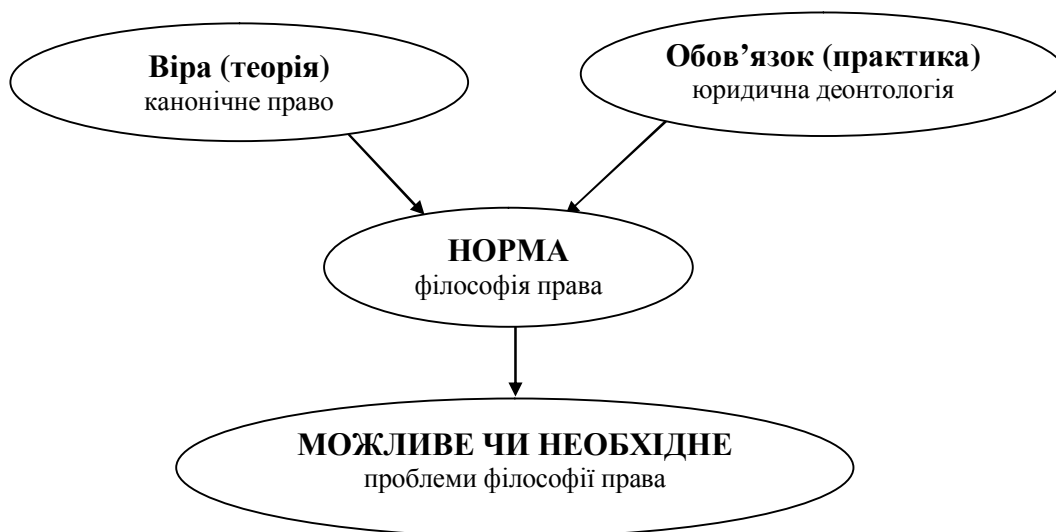 Віра (теорія)
канонічне право
Обов’язок (практика)
юридична деонтологія
НОРМА
філософія права
МОЖЛИВЕ ЧИ НЕОБХІДНЕ
проблеми філософії права